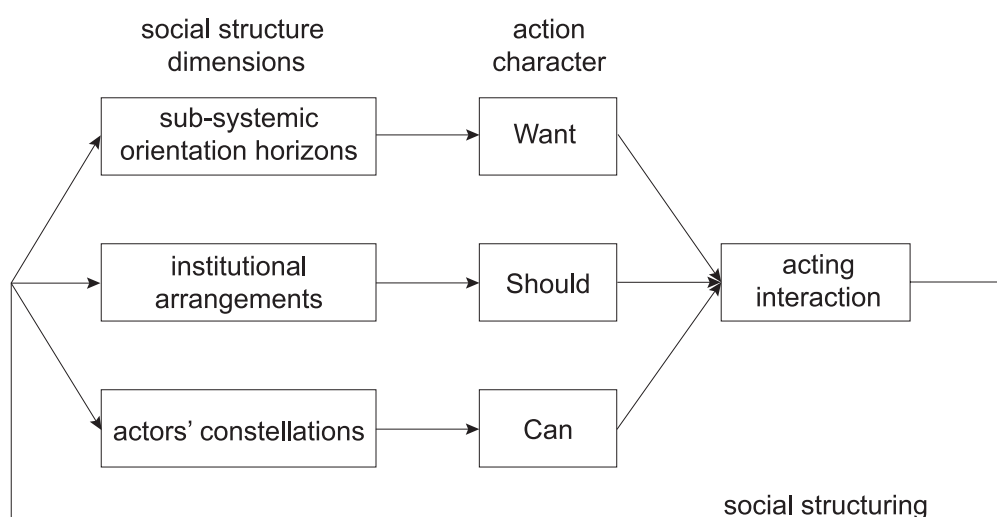 social structure
dimensions
action
character
sub-systemic
orientation horizons
Want
institutional
arrangements
Should
acting
interaction
actors’ constellations
Can
social structuring